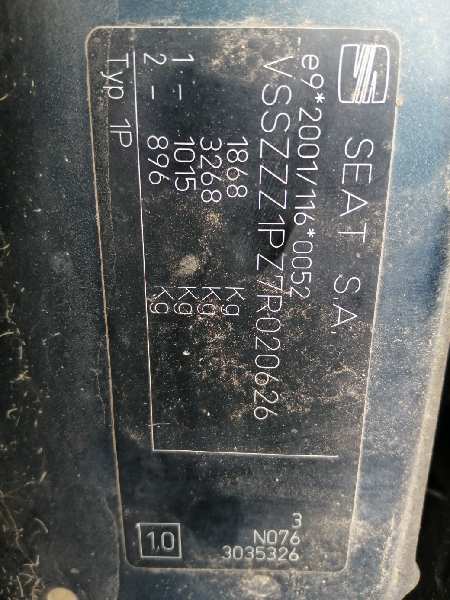 SEAT S.A.
e9*2001/116*0052
VSSZZZ1PZ7R020626
1868 kg
3268 kg
1 - 1015 kg
2 - 896 kg
Typ 1P
3
N076
3035326
1,0